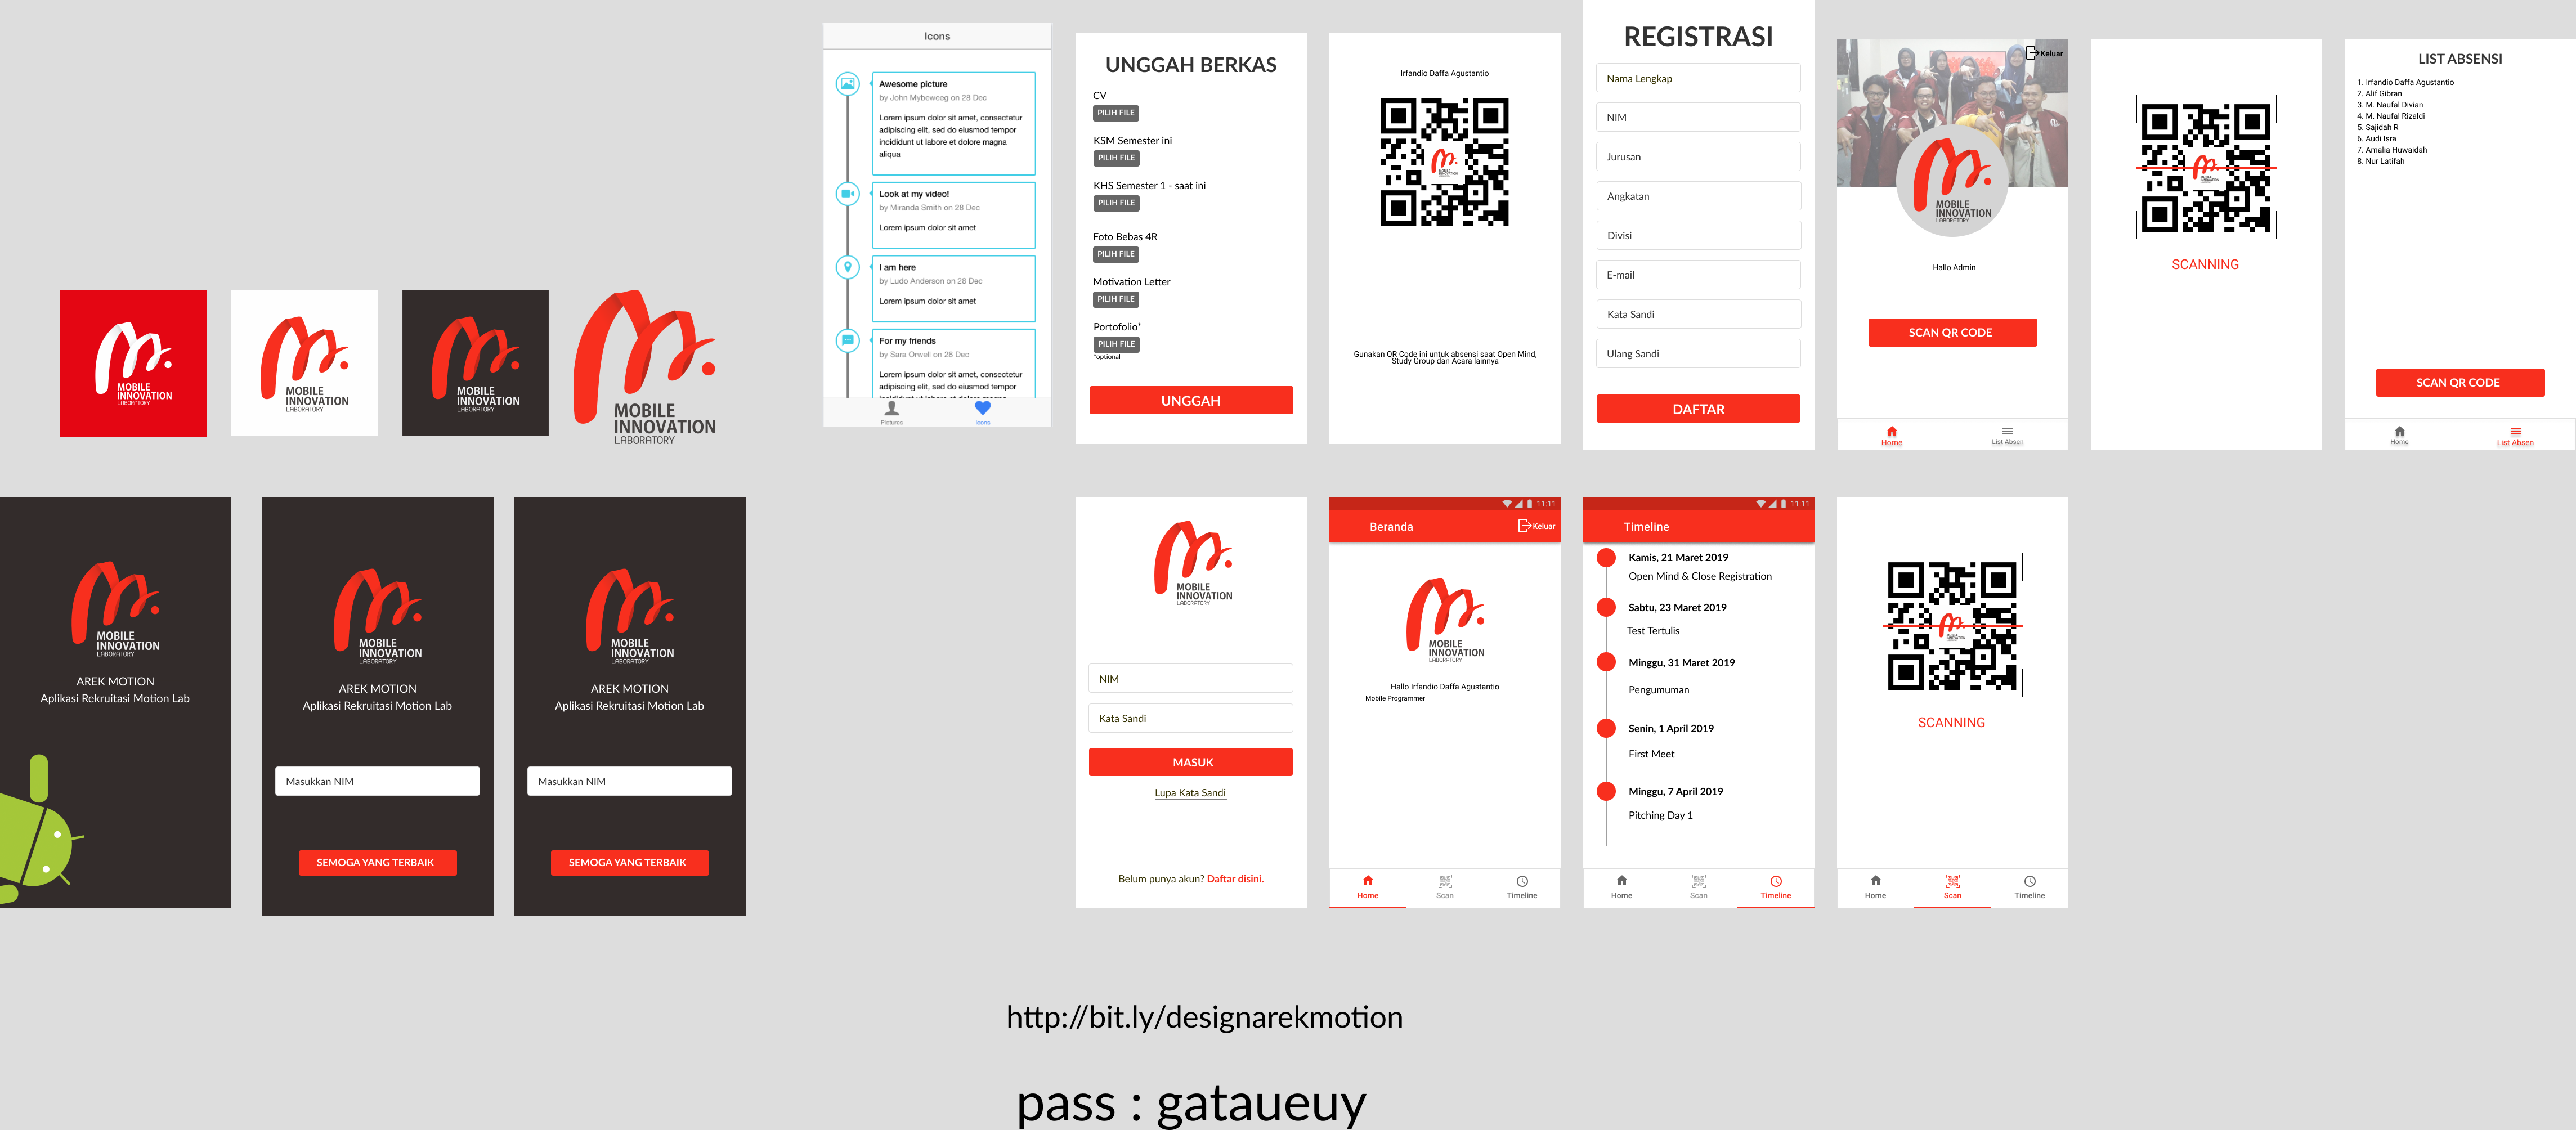 MOBILE
INNOVATION
LABORATORY
MOBILE
INNOVATION
LABORATORY
MOBILE
INNOVATION
LABORATORY
MOBILE
INNOVATION
LABORATORY
Icons
Awesome picture
by John Mybeweeg on 28 Dec
Lorem ipsum dolor sit amet, consectetur
adipiscing elit, sed do eiusmod tempor
incididunt ut labore et dolore magna
aliqua
Look at my video!
by Miranda Smith on 28 Dec
Lorem ipsum dolor sit amet
I am here
by Ludo Anderson on 28 Dec
Lorem ipsum dolor sit amet
For my friends
by Sara Orwell on 28 Dec
Lorem ipsum dolor sit amet, consectetur
adipiscing elit, sed do eiusmod tempor
incididunt ut labore et dolore magna
Pictures
Icons
UNGGAH BERKAS
CV
PILIH FILE
KSM Semester ini
PILIH FILE
KHS Semester 1 - saat ini
PILIH FILE
Foto Bebas 4R
PILIH FILE
Motivation Letter
PILIH FILE
Portofolio*
PILIH FILE
*optional
UNGGAH
Irfandio Daffa Agustantio
Gunakan QR Code ini untuk absensi saat Open Mind,
Study Group dan Acara lainnya
REGISTRASI
Nama Lengkap
NIM
Jurusan
Angkatan
Divisi
E-mail
Kata Sandi
Ulang Sandi
DAFTAR
Keluar
MOBILE
INNOVATION
LABORATORY
Hallo Admin
SCAN QR CODE
Home
List Absen
SCANNING
LIST ABSENSI
1. Irfandio Daffa Agustantio
2. Alif Gibran
3. M. Naufal Divian
4. M. Naufal Rizaldi
5. Sajidah R
6. Audi Isra
7. Amalia Huwaidah
8. Nur Latifah
SCAN QR CODE
Home
List Absen
MOBILE
INNOVATION
LABORATORY
AREK MOTION
Aplikasi Rekruitasi Motion Lab
MOBILE
INNOVATION
LABORATORY
AREK MOTION
Aplikasi Rekruitasi Motion Lab
Masukkan NIM
SEMOGA YANG TERBAIK
MOBILE
INNOVATION
LABORATORY
AREK MOTION
Aplikasi Rekruitasi Motion Lab
Masukkan NIM
SEMOGA YANG TERBAIK
MOBILE
INNOVATION
LABORATORY
NIM
Kata Sandi
MASUK
Lupa Kata Sandi
Belum punya akun? Daftar disini.
11:11
Beranda
Keluar
MOBILE
INNOVATION
LABORATORY
Hallo Irfandio Daffa Agustantio
Mobile Programmer
Home
Scan
Timeline
11:11
Timeline
Kamis, 21 Maret 2019
Open Mind & Close Registration
Sabtu, 23 Maret 2019
Test Tertulis
Minggu, 31 Maret 2019
Pengumuman
Senin, 1 April 2019
First Meet
Minggu, 7 April 2019
Pitching Day 1
Home
Scan
Timeline
SCANNING
Home
Scan
Timeline
http://bit.ly/designarekmotion
pass : gataueuy